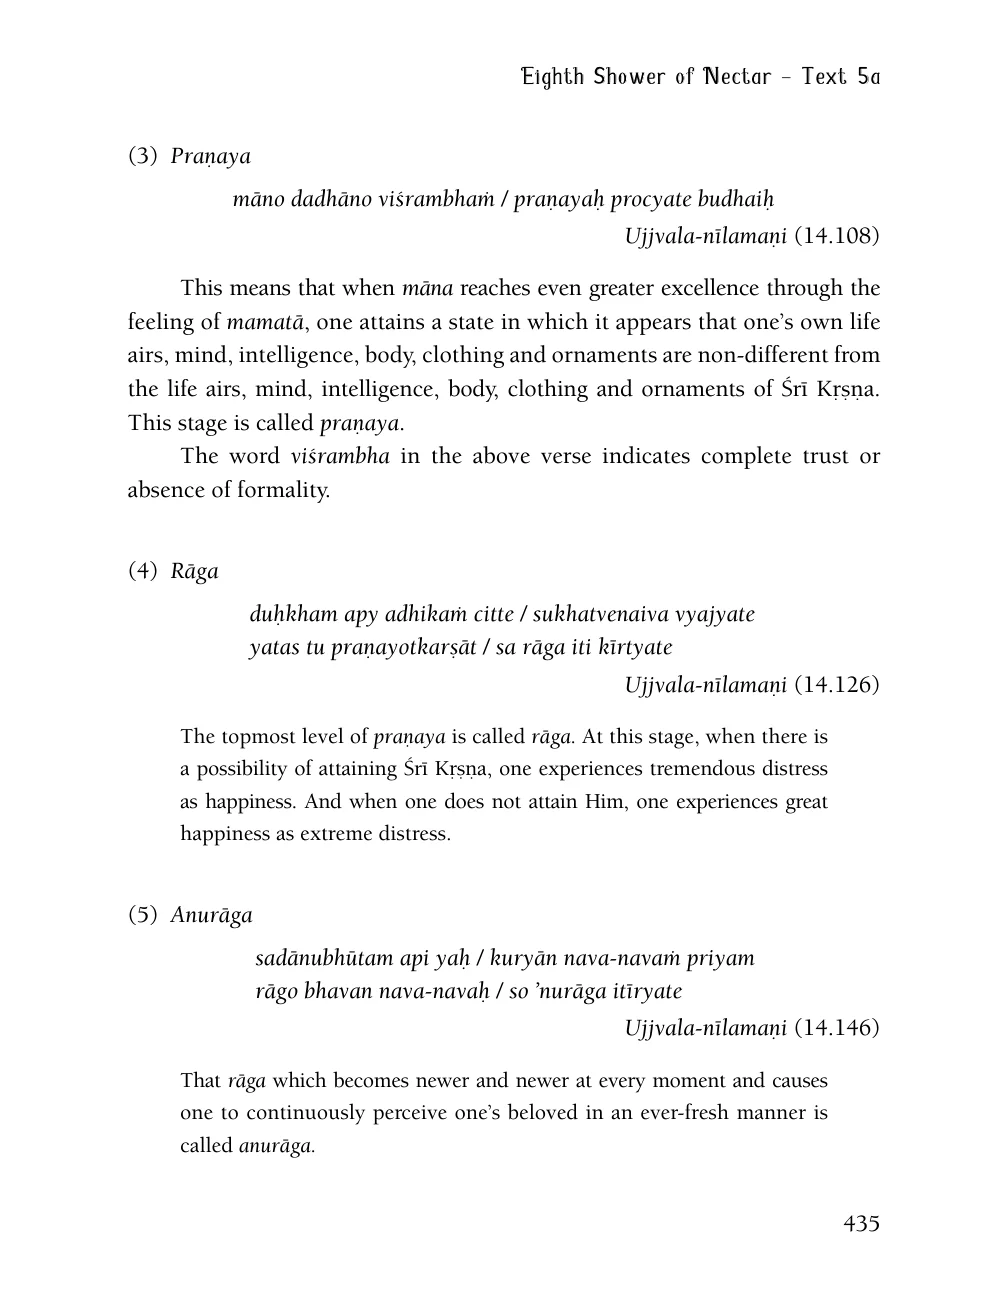 Eighth Shower of Nectar – Text 5a
(3) Praṇaya
māno dadhāno viśrambhaṁ / praṇayaḥ procyate budhaiḥ
Ujjvala-nīlamaṇi (14.108)
This means that when māna reaches even greater excellence through the
feeling of mamatā, one attains a state in which it appears that one’s own life
airs, mind, intelligence, body, clothing and ornaments are non-different from
the life airs, mind, intelligence, body, clothing and ornaments of Śrī Kṛṣṇa.
This stage is called praṇaya.
The word viśrambha in the above verse indicates complete trust or
absence of formality.
(4) Rāga
duḥkham apy adhikaṁ citte / sukhatvenaiva vyajyate
yatas tu praṇayotkarṣāt / sa rāga iti kīrtyate
Ujjvala-nīlamaṇi (14.126)
The topmost level of praṇaya is called rāga. At this stage, when there is
a possibility of attaining Śrī Kṛṣṇa, one experiences tremendous distress
as happiness. And when one does not attain Him, one experiences great
happiness as extreme distress.
(5) Anurāga
sadānubhūtam api yaḥ / kuryān nava-navaṁ priyam
rāgo bhavan nava-navaḥ / so ’nurāga itīryate
Ujjvala-nīlamaṇi (14.146)
That rāga which becomes newer and newer at every moment and causes
one to continuously perceive one’s beloved in an ever-fresh manner is
called anurāga.
435